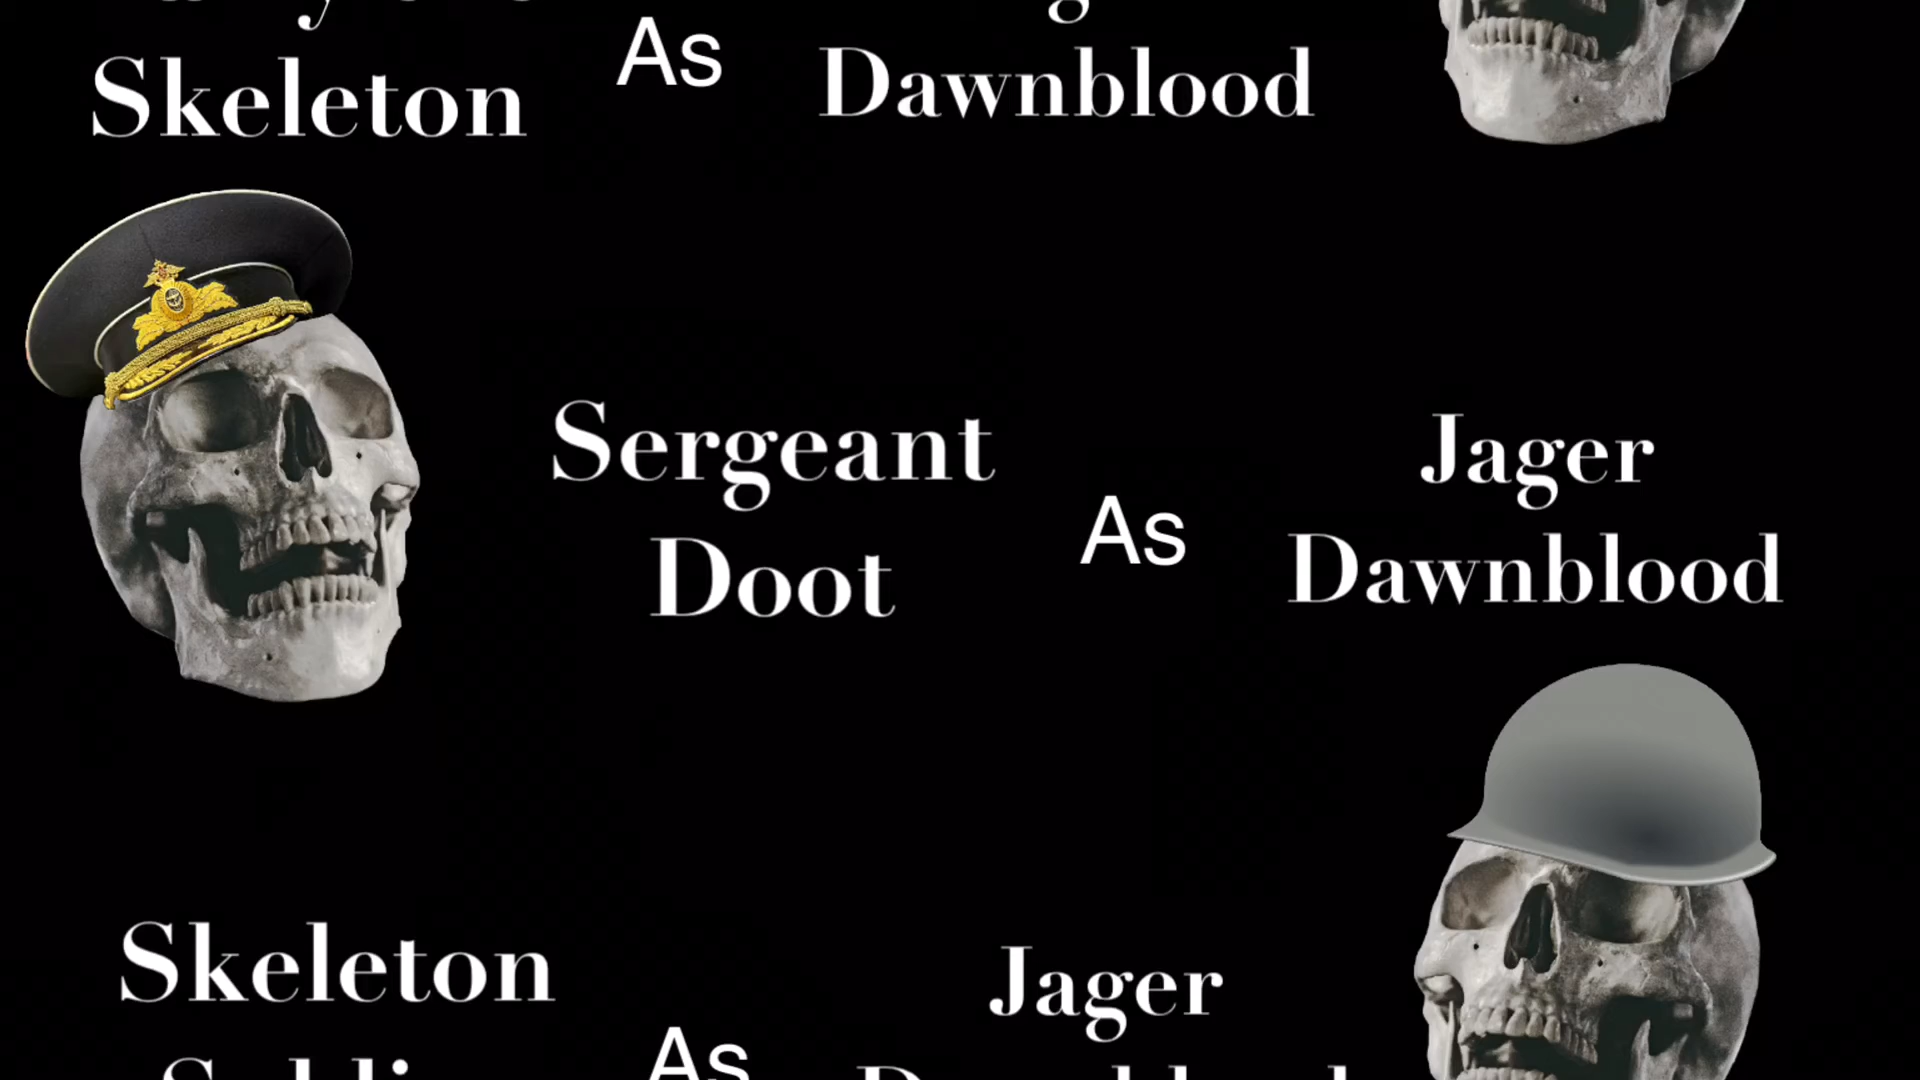 Skeleton
As
Dawnblood
Sergeant
Doot
As
Jager
Dawnblood
Skeleton
As
Jager